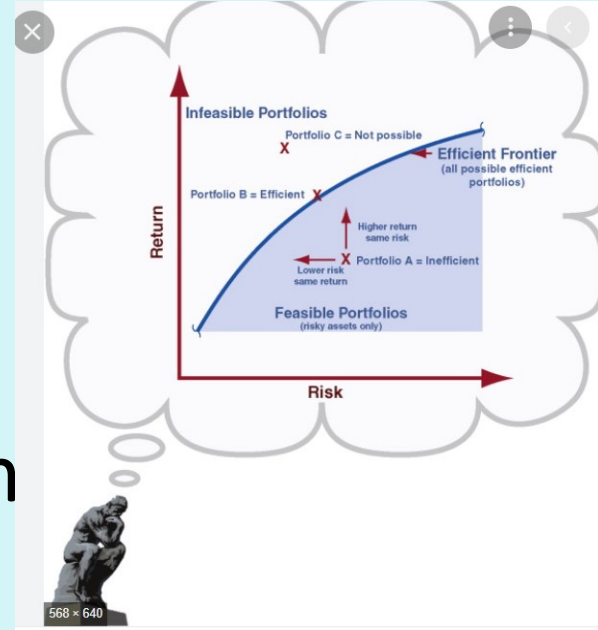 Infeasible Portfolios
Portfolio C = Not possible
X
Efficient Frontier
(all possible efficient
portfolios)
Portfolio B = Efficient X
Return
Higher return
same risk
X Portfolio A = Inefficient
Lower risk
same return
Feasible Portfolios
(risky assets only)
Risk
n
568 × 640